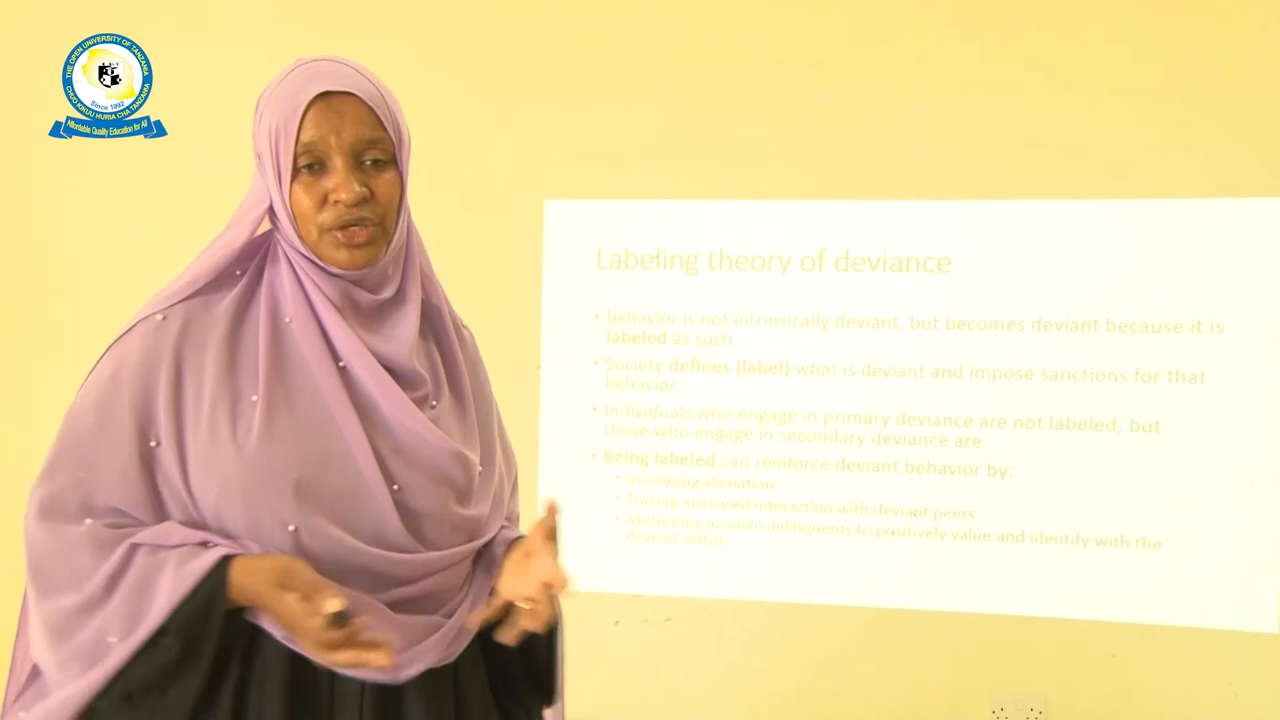 THE OPEN UNIVERSITY OF TANZANIA
CHUO KIKUU HURIA CHA TANZANIA
Since 1992
Affordable Quality Education for All
Labeling theory of deviance
• behavior is not intrinsically deviant, but becomes deviant because it is
labeled as such
• Society defines (label) what is deviant and impose sanctions for that
behavior
• Individuals who engage in primary deviance are not labeled, but
those who engage in secondary deviance are
• Being labeled can reinforce deviant behavior by:
• Increasing alienation
• Forcing increased interaction with deviant peers
• Motivating juvenile delinquents to positively value and identify with the
deviant status